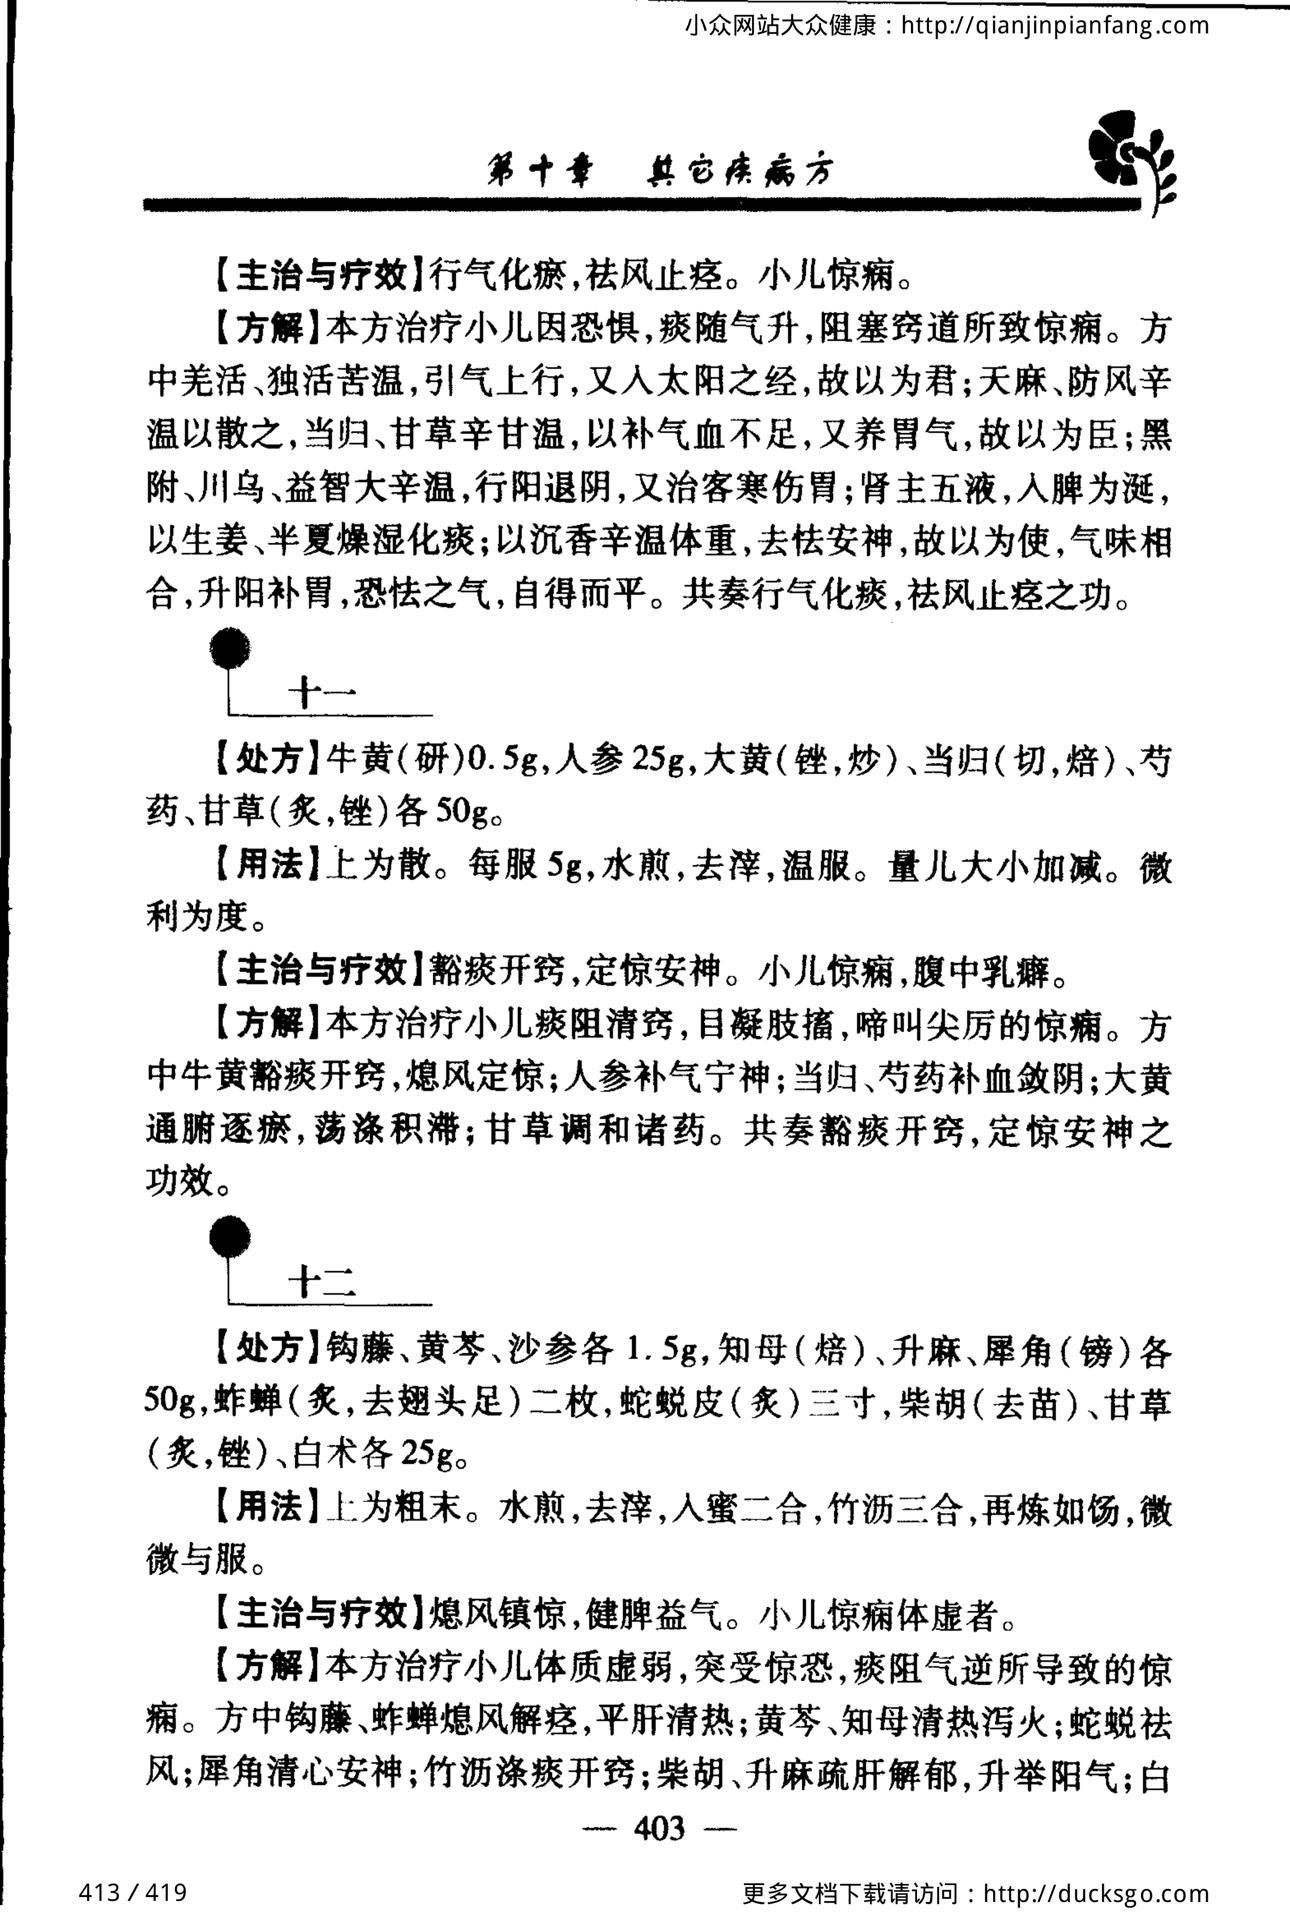 小众网站大众健康：http://qianjinpianfang.com
第十章 其它疾病方
【主治与疗效】行气化瘀,祛风止痉。小儿惊痫。
【方解】本方治疗小儿因恐惧,痰随气升,阻塞窍道所致惊痫。方
中羌活、独活苦温,引气上行,又入太阳之经,故以为君;天麻、防风辛
温以散之,当归、甘草辛甘温,以补气血不足,又养胃气,故以为臣;黑
附、川乌、益智大辛温,行阳退阴,又治客寒伤胃;肾主五液,入脾为涎,
以生姜、半夏燥湿化痰;以沉香辛温体重,去怯安神,故以为使,气味相
合,升阳补胃,恐怯之气,自得而平。共奏行气化痰,祛风止痉之功。
十一
【处方】牛黄(研)0.5g,人参25g,大黄(锉,炒)、当归(切,焙)、芍
药、甘草(炙,锉)各50g。
【用法】上为散。每服5g,水煎,去滓,温服。量儿大小加减。微
利为度。
【主治与疗效】豁痰开窍,定惊安神。小儿惊痫,腹中乳癖。
【方解】本方治疗小儿痰阻清窍,目凝肢搐,啼叫尖厉的惊痫。方
中牛黄豁痰开窍,熄风定惊;人参补气宁神;当归、芍药补血敛阴;大黄
通腑逐瘀,荡涤积滞;甘草调和诸药。共奏豁痰开窍,定惊安神之
功效。
十二
【处方】钩藤、黄芩、沙参各1.5g,知母(焙)、升麻、犀角(镑)各
50g,蚱蝉(炙,去翅头足)二枚,蛇蜕皮(炙)三寸,柴胡(去苗)、甘草
(炙,锉)、白术各25g。
【用法】上为粗末。水煎,去滓,入蜜二合,竹沥三合,再炼如饧,微
微与服。
【主治与疗效】熄风镇惊,健脾益气。小儿惊痫体虚者。
【方解】本方治疗小儿体质虚弱,突受惊恐,痰阻气逆所导致的惊
痫。方中钩藤、蚱蝉熄风解痉,平肝清热;黄芩、知母清热泻火;蛇蜕祛
风;犀角清心安神;竹沥涤痰开窍;柴胡、升麻疏肝解郁,升举阳气;白
— 403 —
413 / 419
更多文档下载请访问：http://ducksgo.com